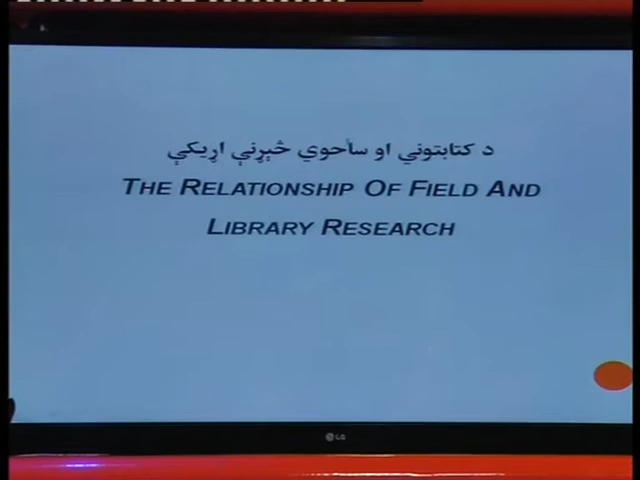 د کتابتوني او ساحوي څېړنې اړيکې
THE RELATIONSHIP OF FIELD AND
LIBRARY RESEARCH
LG